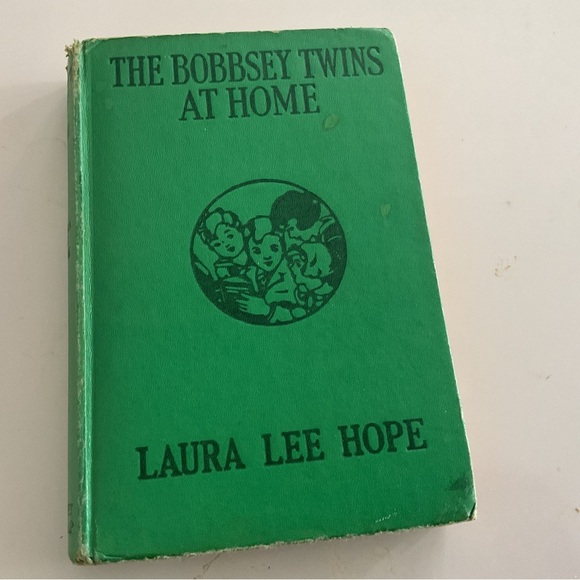 THE BOBBSEY TWINS
AT HOME
LAURA LEE HOPE